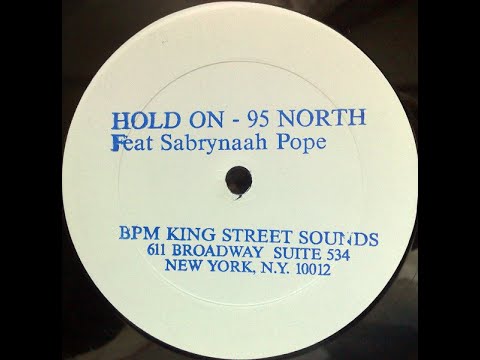 HOLD ON - 95 NORTH
Feat Sabrynaah Pope
BPM KING STREET SOUNDS
611 BROADWAY SUITE 534
NEW YORK, N.Y. 10012